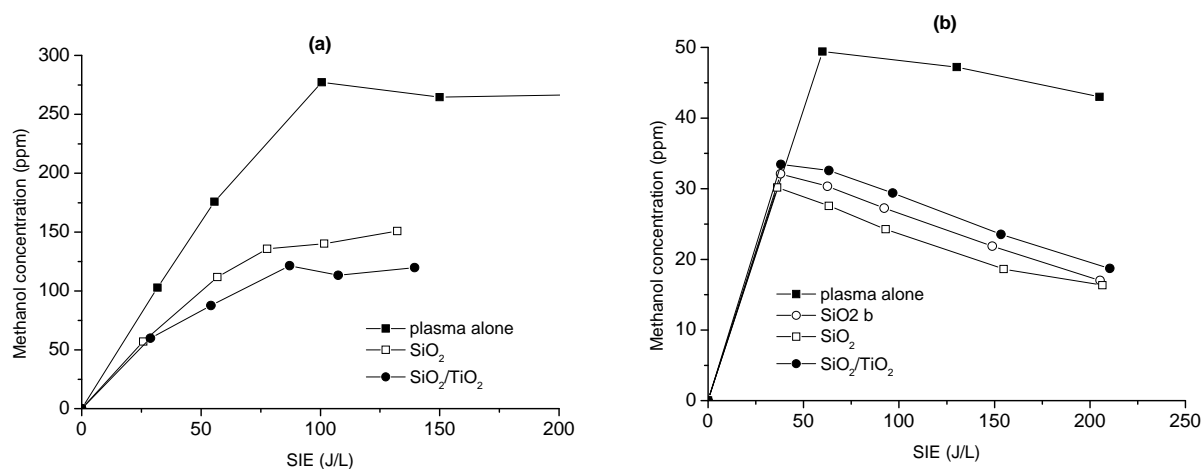 (a)
Methanol concentration (ppm)
300
250
200
150
100
50
0
0 50 100 150 200
SIE (J/L)
plasma alone
SiO₂
SiO₂/TiO₂
(b)
Methanol concentration (ppm)
50
40
30
20
10
0
0 50 100 150 200 250
SIE (J/L)
plasma alone
SiO2 b
SiO₂
SiO₂/TiO₂